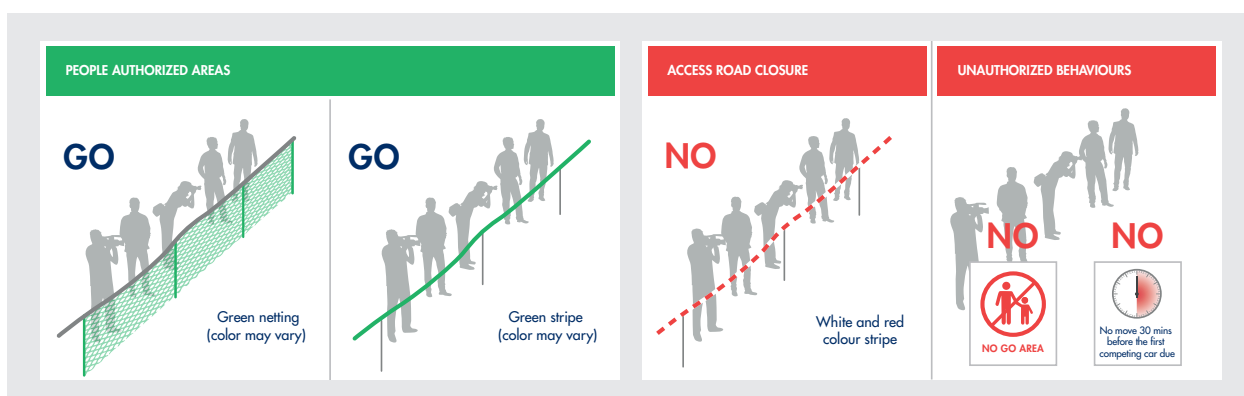 PEOPLE AUTHORIZED AREAS
GO
Green netting
(color may vary)
GO
Green stripe
(color may vary)
ACCESS ROAD CLOSURE
NO
White and red
colour stripe
UNAUTHORIZED BEHAVIOURS
NO
NO GO AREA
NO
No move 30 mins
before the first
competing car due